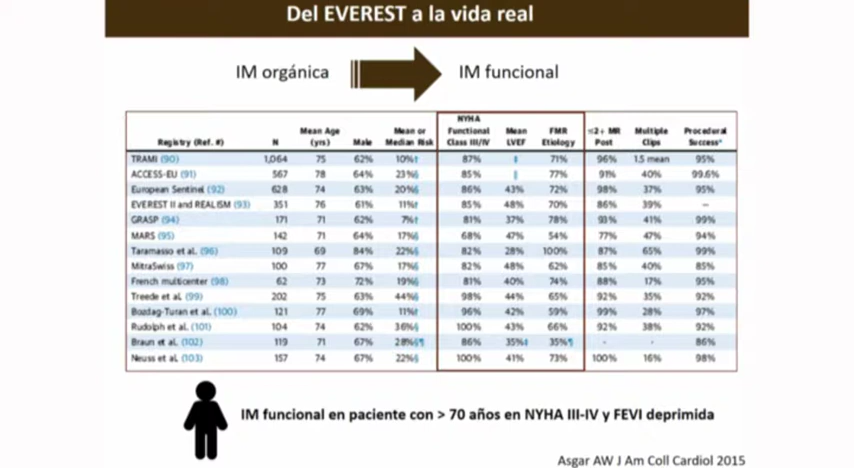 Del EVEREST a la vida real
IM orgánica IM funcional
Registry (Ref. #) N Mean Age (yrs) Male Mean or Median Risk NYHA Functional Class III/IV Mean LVEF FMR Etiology ≤2+ MR Post Multiple Clips Procedural Success*
TRAMI (90) 1,064 75 62% 10%† 87% ‡ 71% 96% 1.5 mean 95%
ACCESS-EU (91) 567 78 64% 23%§ 85% 77% 91% 40% 99.6%
European Sentinel (92) 628 74 63% 20%§ 86% 43% 72% 98% 37% 95%
EVEREST II and REALISM (93) 351 76 61% 11%† 85% 48% 70% 86% 39% –
GRASP (94) 171 71 62% 7%† 81% 37% 78% 93% 41% 99%
MARS (95) 142 71 64% 17%§ 68% 47% 54% 77% 47% 94%
Taramasso et al. (96) 109 69 84% 22%§ 82% 28% 100% 87% 65% 99%
MitraSwiss (97) 100 77 67% 17%§ 82% 48% 62% 85% 40% 85%
French multicenter (98) 62 73 72% 19%§ 81% 40% 74% 88% 17% 95%
Treede et al. (99) 202 75 63% 44%§ 98% 44% 65% 92% 35% 92%
Bozdag-Turan et al. (100) 121 77 69% 11%† 96% 42% 59% 99% 28% 97%
Rudolph et al. (101) 104 74 62% 36%§ 100% 43% 66% 92% 38% 92%
Braun et al. (102) 119 71 67% 28%§¶ 86% 35%‡ 35%¶ - - 86%
Neuss et al. (103) 157 74 67% 22%§ 100% 41% 73% 100% 16% 98%
IM funcional en paciente con > 70 años en NYHA III-IV y FEVI deprimida
Asgar AW J Am Coll Cardiol 2015